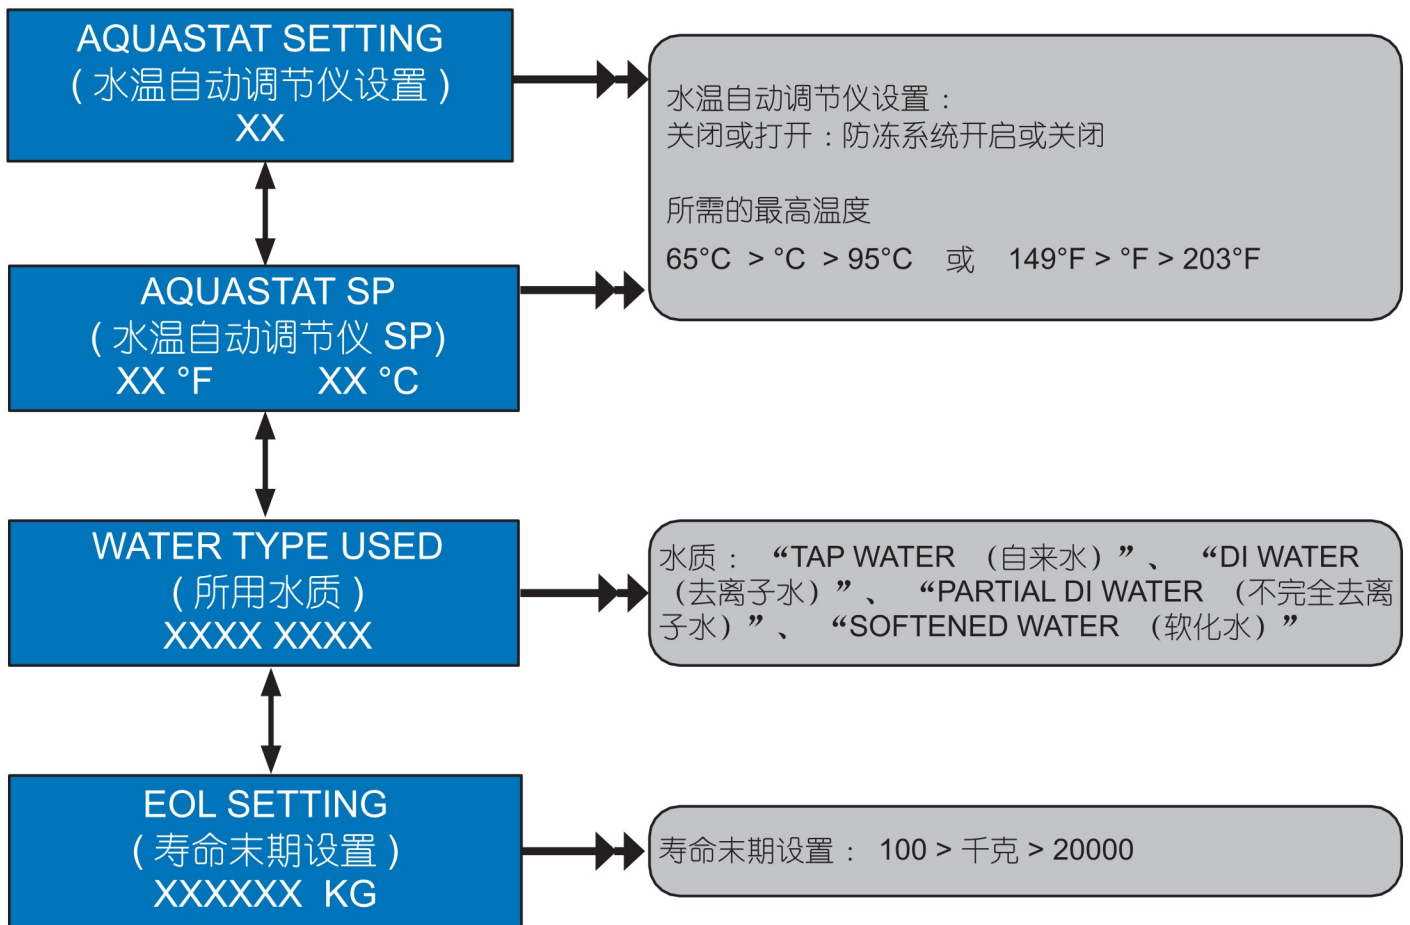 AQUASTAT SETTING
( 水温自动调节仪设置 )
XX
水温自动调节仪设置 :
关闭或打开 : 防冻系统开启或关闭
所需的最高温度
65°C > °C > 95°C 或 149°F > °F > 203°F
AQUASTAT SP
( 水温自动调节仪 SP)
XX °F XX °C
WATER TYPE USED
( 所用水质 )
XXXX XXXX
水质 : “TAP WATER （自来水）” 、 “DI WATER
（去离子水）” 、 “PARTIAL DI WATER （不完全去离
子水）” 、 “SOFTENED WATER （软化水）”
EOL SETTING
( 寿命末期设置 )
XXXXXX KG
寿命末期设置 : 100 > 千克 > 20000